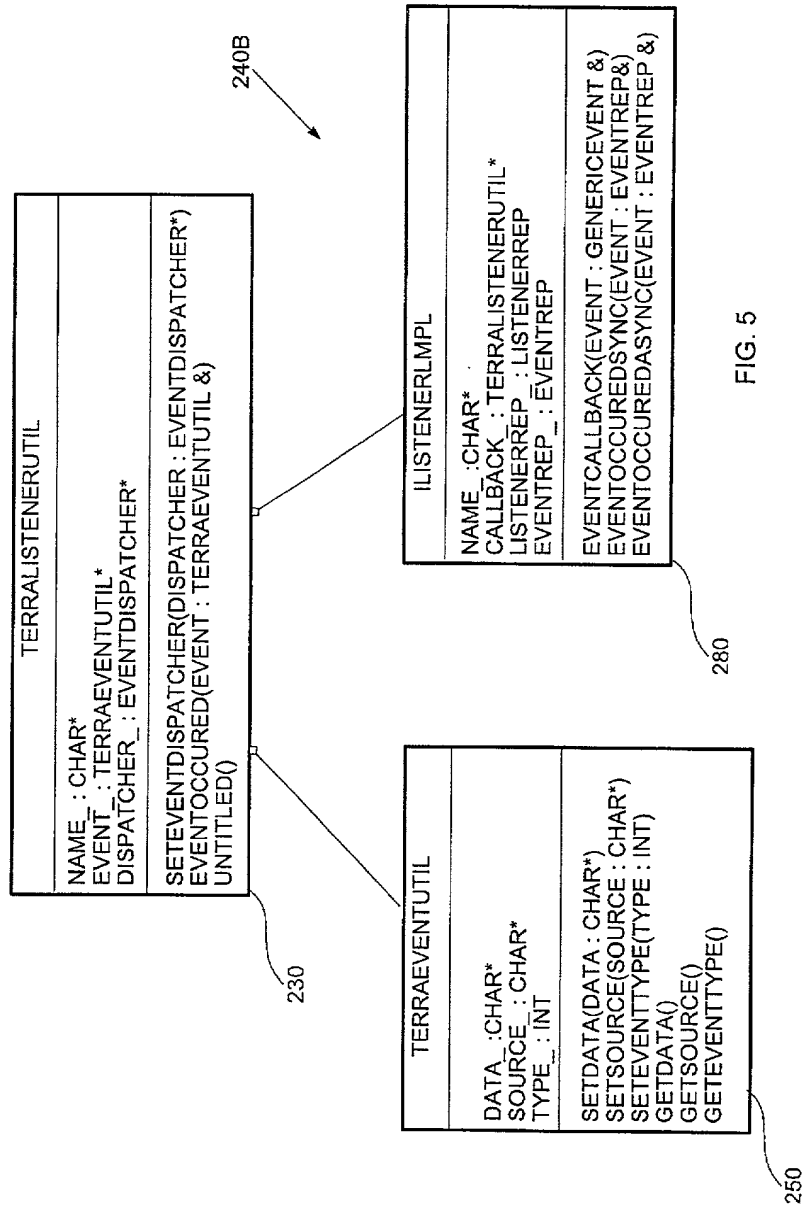 240B
TERRALISTENERUTIL
NAME_ : CHAR*
EVENT_ : TERRAEVENTUTIL*
DISPATCHER_ : EVENTDISPATCHER*
SETEVENTDISPATCHER(DISPATCHER : EVENTDISPATCHER*)
EVENTOCCURED(EVENT : TERRAEVENTUTIL &)
UNTITLED()
230
TERRAEVENTUTIL
DATA_ :CHAR*
SOURCE_ : CHAR*
TYPE_ : INT
SETDATA(DATA : CHAR*)
SETSOURCE(SOURCE : CHAR*)
SETEVENTTYPE(TYPE : INT)
GETDATA()
GETSOURCE()
GETEVENTTYPE()
250
ILISTENERLMPL
NAME_ :CHAR*
CALLBACK_ : TERRALISTENERUTIL*
LISTENERREP_ : LISTENERREP
EVENTREP_ : EVENTREP
EVENTCALLBACK(EVENT : GENERICEVENT &)
EVENTOCCUREDSYNC(EVENT : EVENTREP&)
EVENTOCCUREDASYNC(EVENT : EVENTREP &)
280
FIG. 5